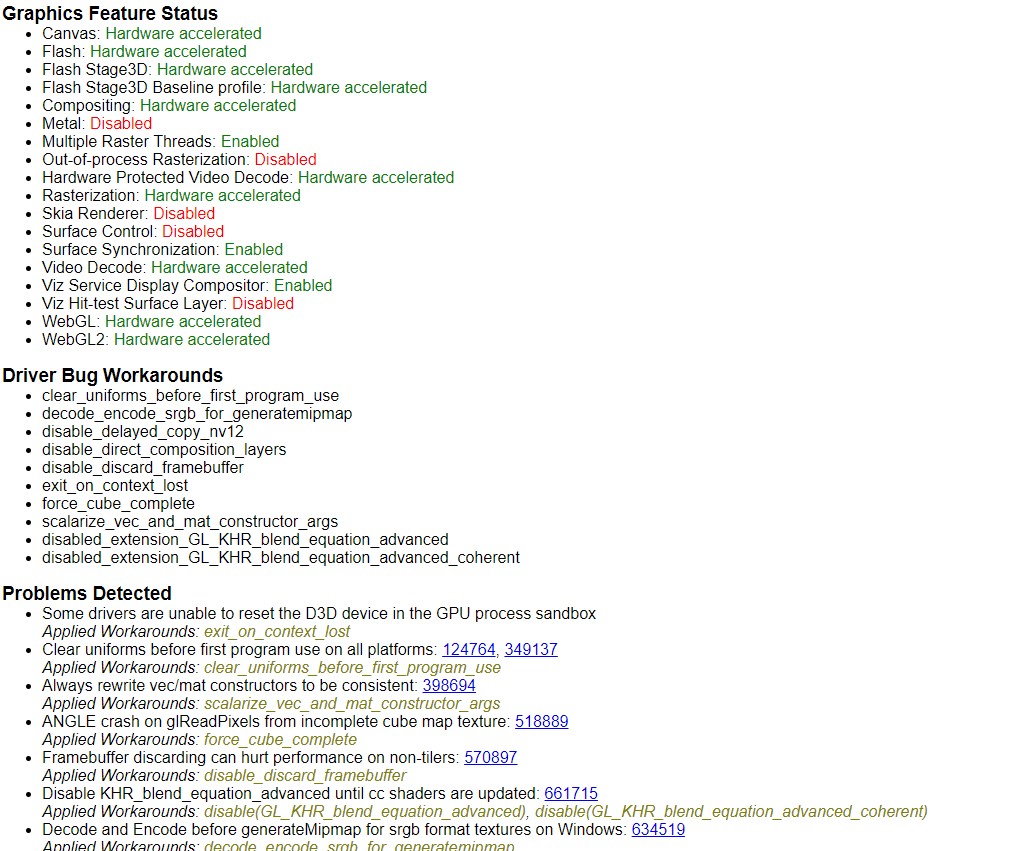 Graphics Feature Status
Canvas: Hardware accelerated
Flash: Hardware accelerated
Flash Stage3D: Hardware accelerated
Flash Stage3D Baseline profile: Hardware accelerated
Compositing: Hardware accelerated
Metal: Disabled
Multiple Raster Threads: Enabled
Out-of-process Rasterization: Disabled
Hardware Protected Video Decode: Hardware accelerated
Rasterization: Hardware accelerated
Skia Renderer: Disabled
Surface Control: Disabled
Surface Synchronization: Enabled
Video Decode: Hardware accelerated
Viz Service Display Compositor: Enabled
Viz Hit-test Surface Layer: Disabled
WebGL: Hardware accelerated
WebGL2: Hardware accelerated
Driver Bug Workarounds
clear_uniforms_before_first_program_use
decode_encode_srgb_for_generatemipmap
disable_delayed_copy_nv12
disable_direct_composition_layers
disable_discard_framebuffer
exit_on_context_lost
force_cube_complete
scalarize_vec_and_mat_constructor_args
disabled_extension_GL_KHR_blend_equation_advanced
disabled_extension_GL_KHR_blend_equation_advanced_coherent
Problems Detected
Some drivers are unable to reset the D3D device in the GPU process sandbox
Applied Workarounds: exit_on_context_lost
Clear uniforms before first program use on all platforms: 124764, 349137
Applied Workarounds: clear_uniforms_before_first_program_use
Always rewrite vec/mat constructors to be consistent: 398694
Applied Workarounds: scalarize_vec_and_mat_constructor_args
ANGLE crash on glReadPixels from incomplete cube map texture: 518889
Applied Workarounds: force_cube_complete
Framebuffer discarding can hurt performance on non-tilers: 570897
Applied Workarounds: disable_discard_framebuffer
Disable KHR_blend_equation_advanced until cc shaders are updated: 661715
Applied Workarounds: disable(GL_KHR_blend_equation_advanced), disable(GL_KHR_blend_equation_advanced_coherent)
Decode and Encode before generateMipmap for srgb format textures on Windows: 634519
Applied Workarounds: decode_encode_srgb_for_generatemipmap